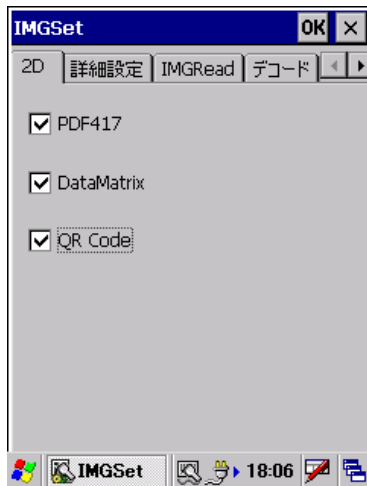 IMGSet OK ×
2D 詳細設定 IMGRead デコード
PDF417
DataMatrix
QR Code
IMGSet 18:06